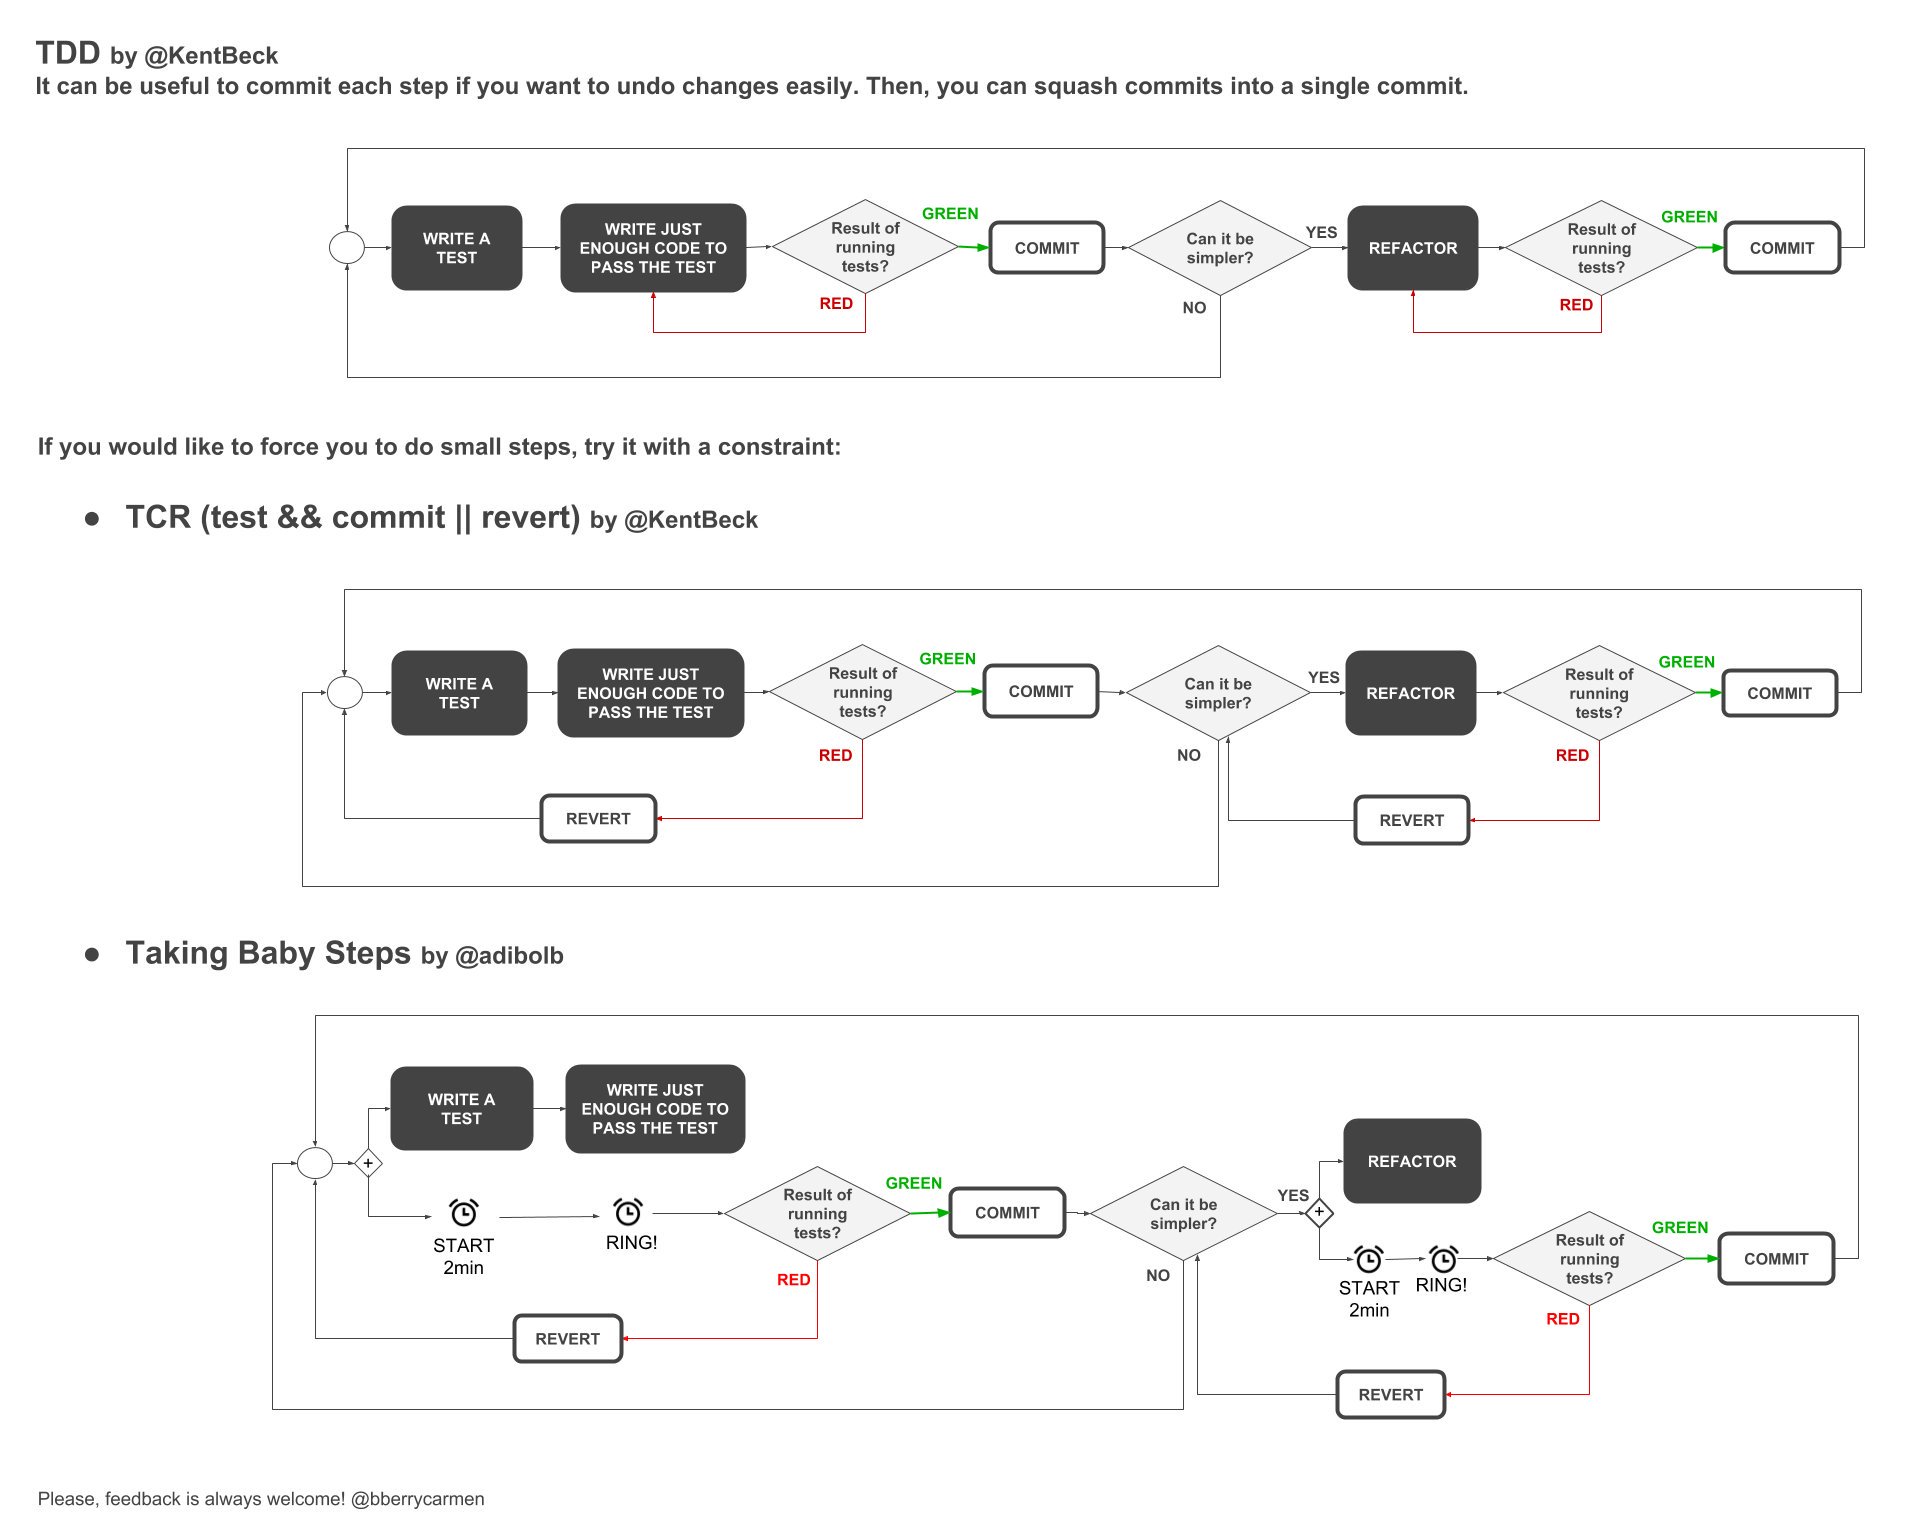 TDD by @KentBeck
It can be useful to commit each step if you want to undo changes easily. Then, you can squash commits into a single commit.
WRITE A
TEST
WRITE JUST
ENOUGH CODE TO
PASS THE TEST
Result of
running
tests?
GREEN
RED
COMMIT
Can it be
simpler?
YES
NO
REFACTOR
Result of
running
tests?
GREEN
RED
COMMIT
If you would like to force you to do small steps, try it with a constraint:
● TCR (test && commit || revert) by @KentBeck
WRITE A
TEST
WRITE JUST
ENOUGH CODE TO
PASS THE TEST
Result of
running
tests?
GREEN
RED
COMMIT
Can it be
simpler?
YES
NO
REFACTOR
Result of
running
tests?
GREEN
RED
COMMIT
REVERT
REVERT
● Taking Baby Steps by @adibolb
WRITE A
TEST
WRITE JUST
ENOUGH CODE TO
PASS THE TEST
+
START
2min
RING!
Result of
running
tests?
GREEN
RED
COMMIT
Can it be
simpler?
YES
NO
+
REFACTOR
START
2min
RING!
Result of
running
tests?
GREEN
RED
COMMIT
REVERT
REVERT
Please, feedback is always welcome! @bberrycarmen